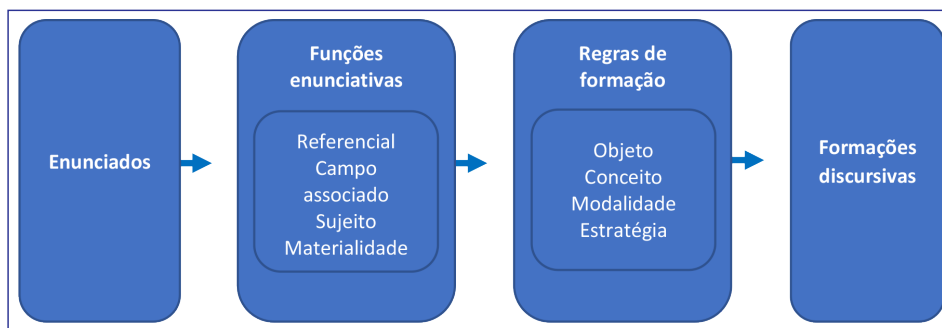 Enunciados
Funções
enunciativas
Referencial
Campo
associado
Sujeito
Materialidade
Regras de
formação
Objeto
Conceito
Modalidade
Estratégia
Formações
discursivas